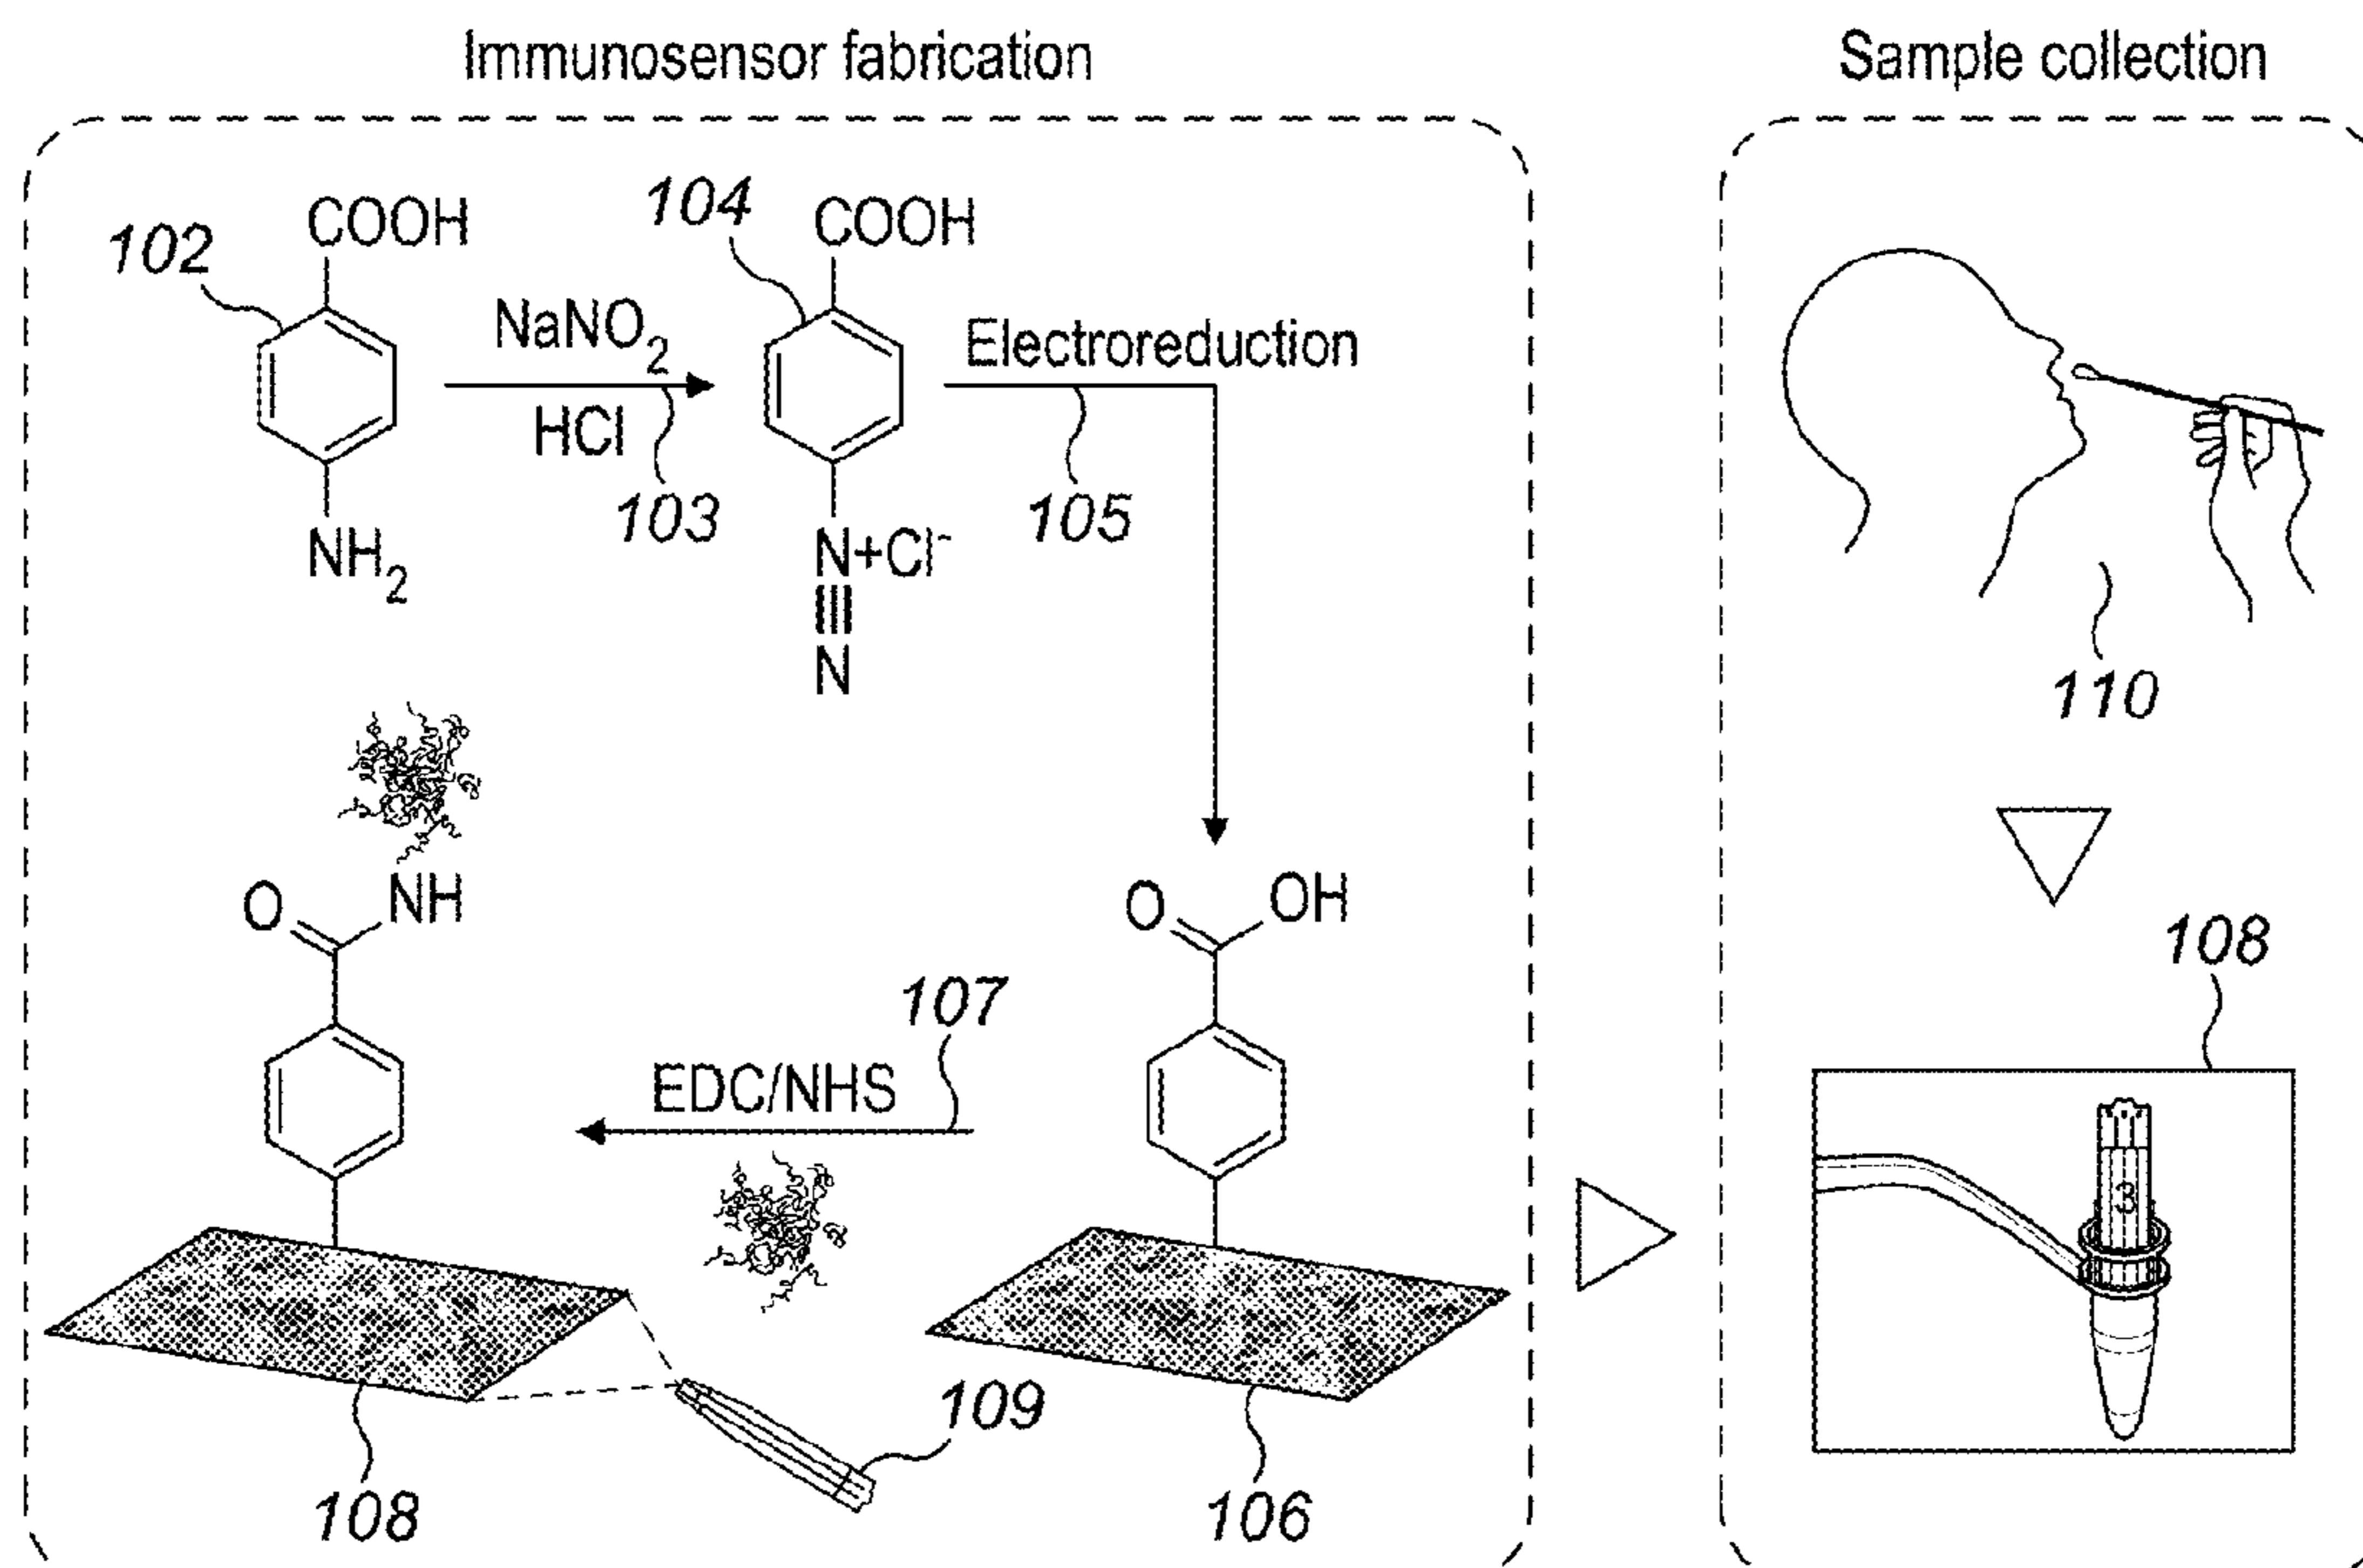 Immunosensor fabrication
Sample collection
102
COOH
104
COOH
NaNO₂
HCl
103
Electroreduction
105
NH₂
N+Cl⁻
N
110
O
NH
O
OH
108
107
EDC/NHS
3
109
108
106